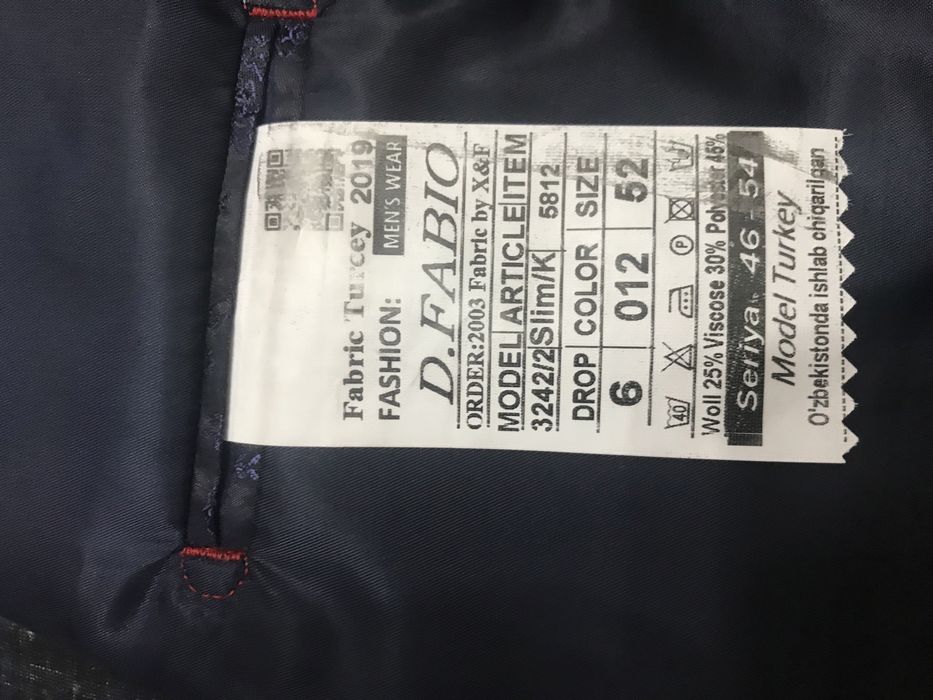 Fabric Turcey 2019
FASHION: MEN'S WEAR
D.FABIO
ORDER:2003 Fabric by X&F
MODEL ARTICLE ITEM
3242/2 Slim/K 5812
DROP COLOR SIZE
6 012 52
40 P
Woll 25% Viscose 30% Polyester 45%
Seriya 46 - 54
Model Turkey
O'zbekistonda ishlab chiqarilgan